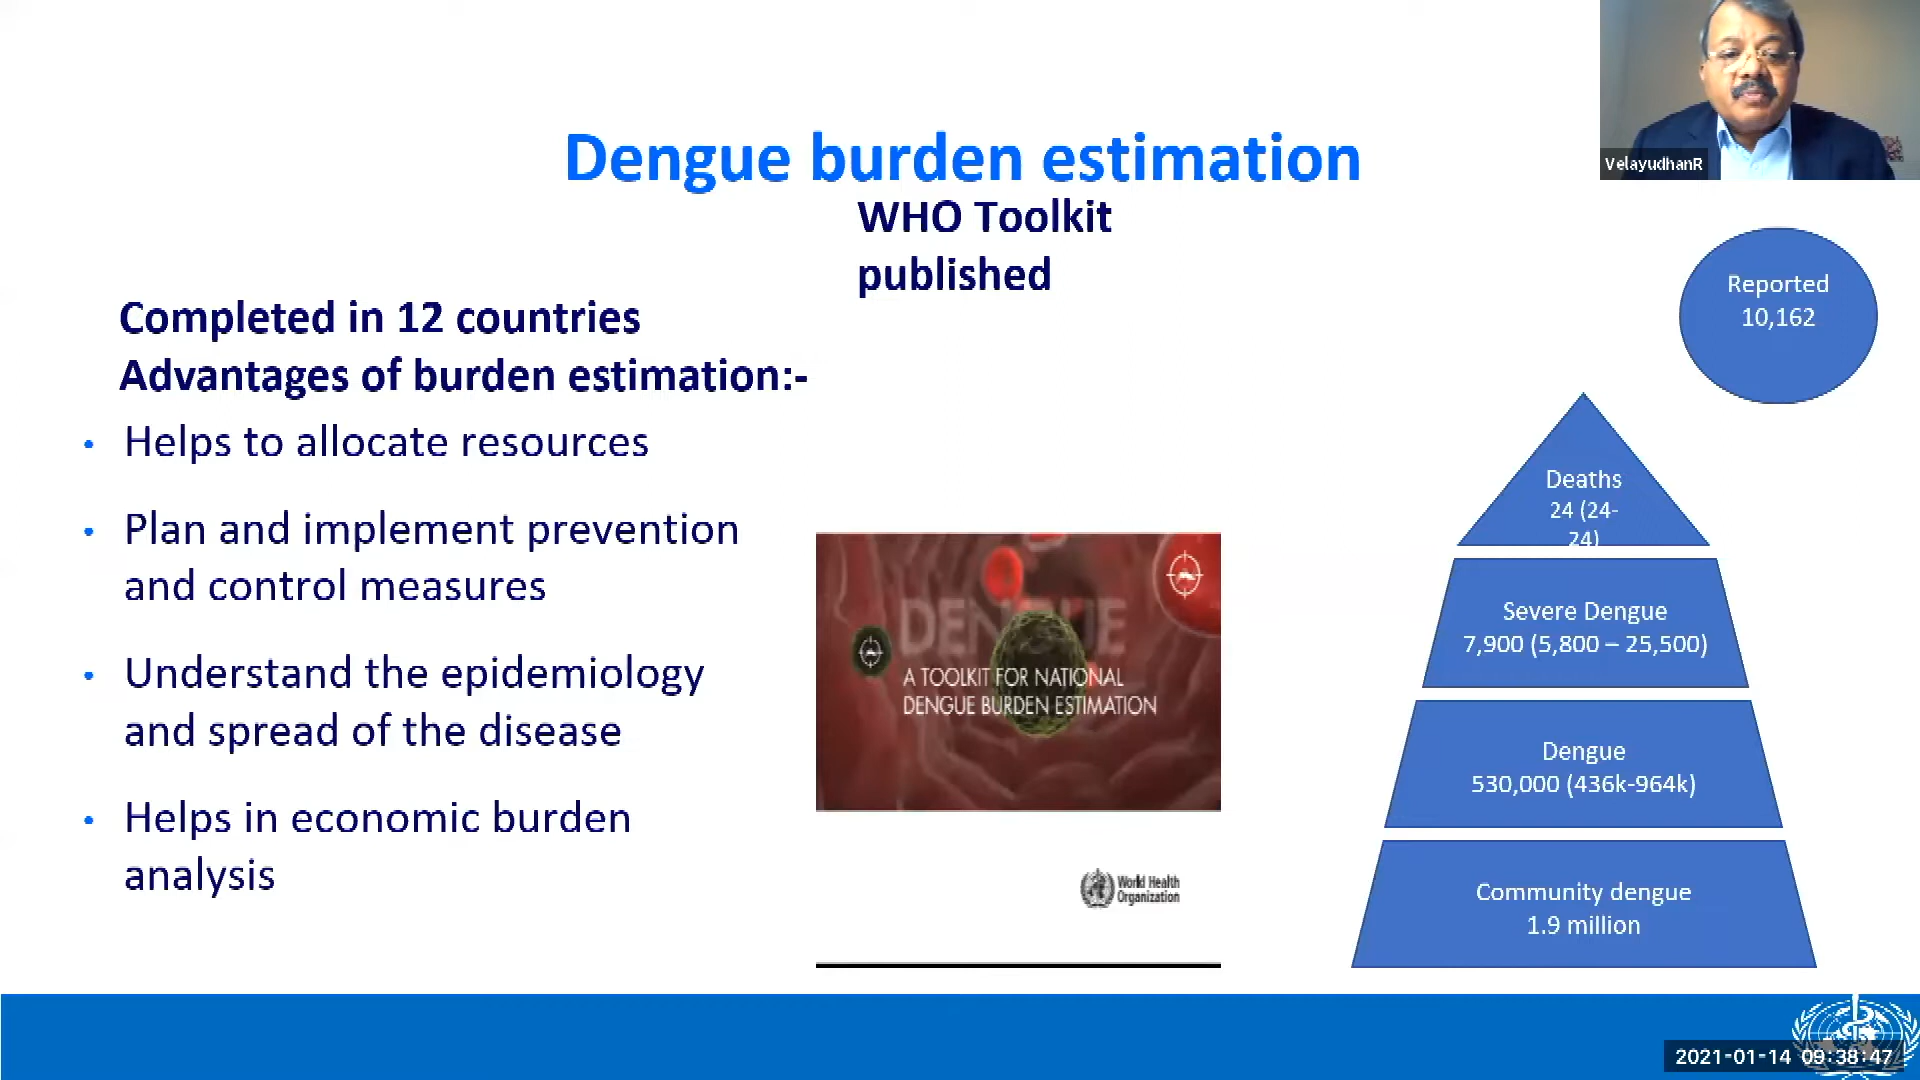 Dengue burden estimation
WHO Toolkit
published
Completed in 12 countries
Advantages of burden estimation:-
• Helps to allocate resources
• Plan and implement prevention
and control measures
• Understand the epidemiology
and spread of the disease
• Helps in economic burden
analysis
DENGUE
A TOOLKIT FOR NATIONAL
DENGUE BURDEN ESTIMATION
World Health
Organization
VelayudhanR
Reported
10,162
Deaths
24 (24-
24)
Severe Dengue
7,900 (5,800 – 25,500)
Dengue
530,000 (436k-964k)
Community dengue
1.9 million
2021-01-14 09:38:47